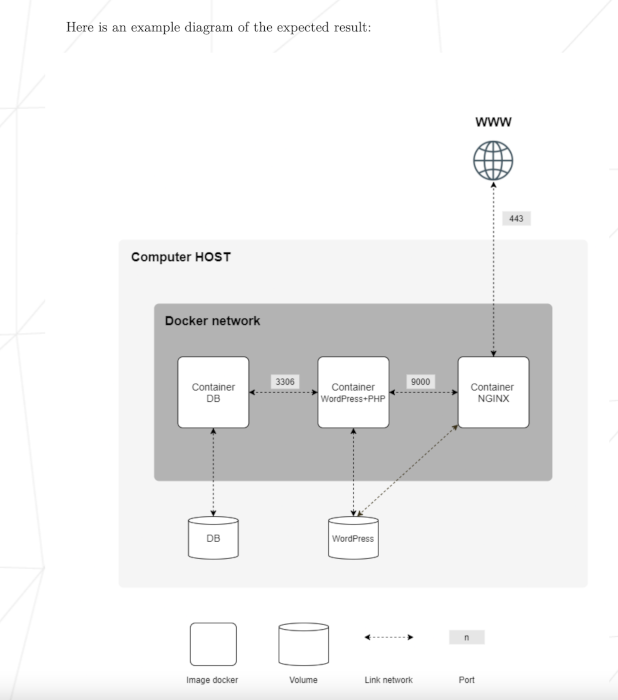 Here is an example diagram of the expected result:
WWW
443
Computer HOST
Docker network
Container
DB
3306
Container
WordPress+PHP
9000
Container
NGINX
DB
WordPress
n
Image docker
Volume
Link network
Port